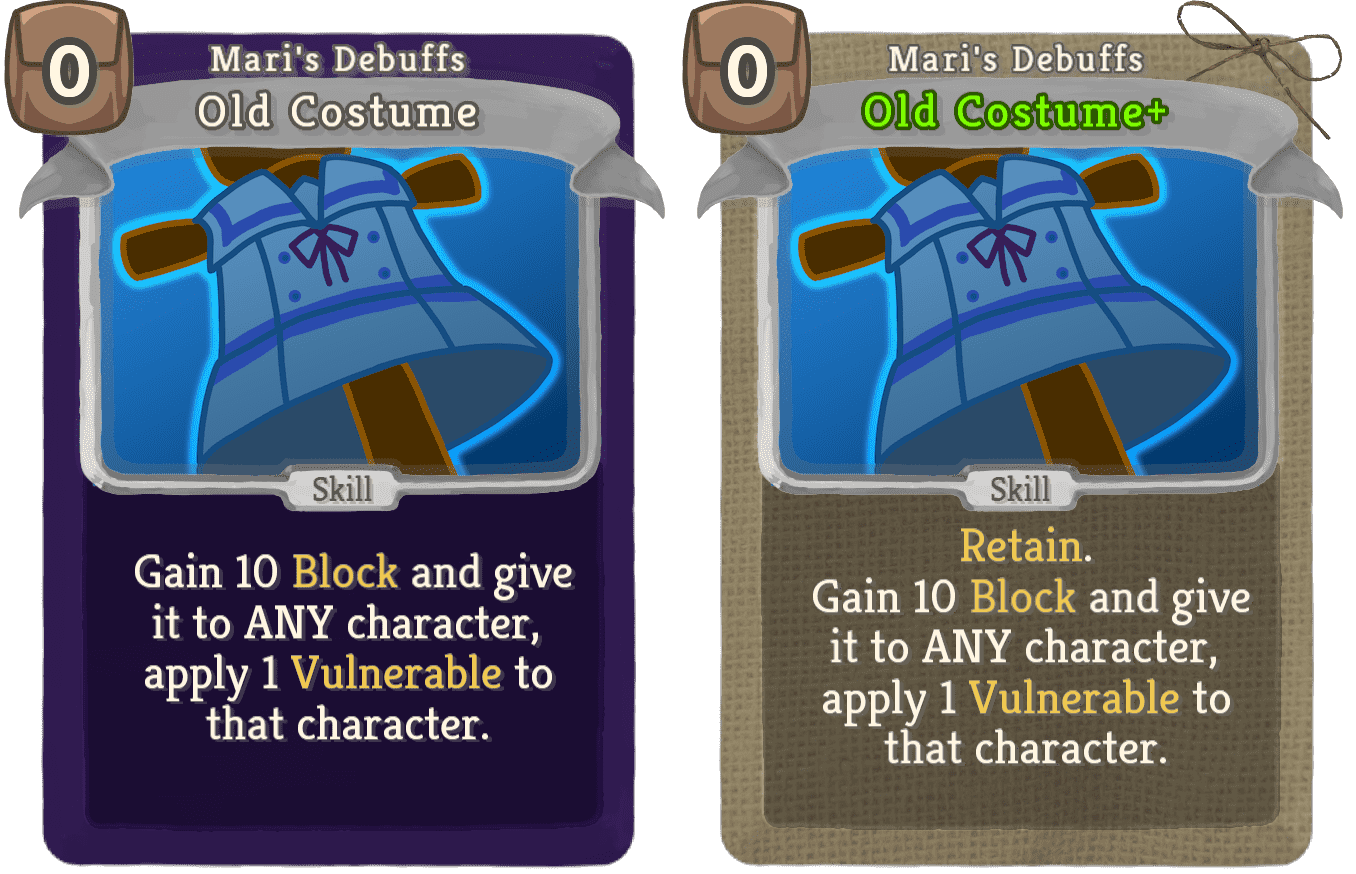 0
Mari's Debuffs
Old Costume
Skill
Gain 10 Block and give
it to ANY character,
apply 1 Vulnerable to
that character.
0
Mari's Debuffs
Old Costume+
Skill
Retain.
Gain 10 Block and give
it to ANY character,
apply 1 Vulnerable to
that character.